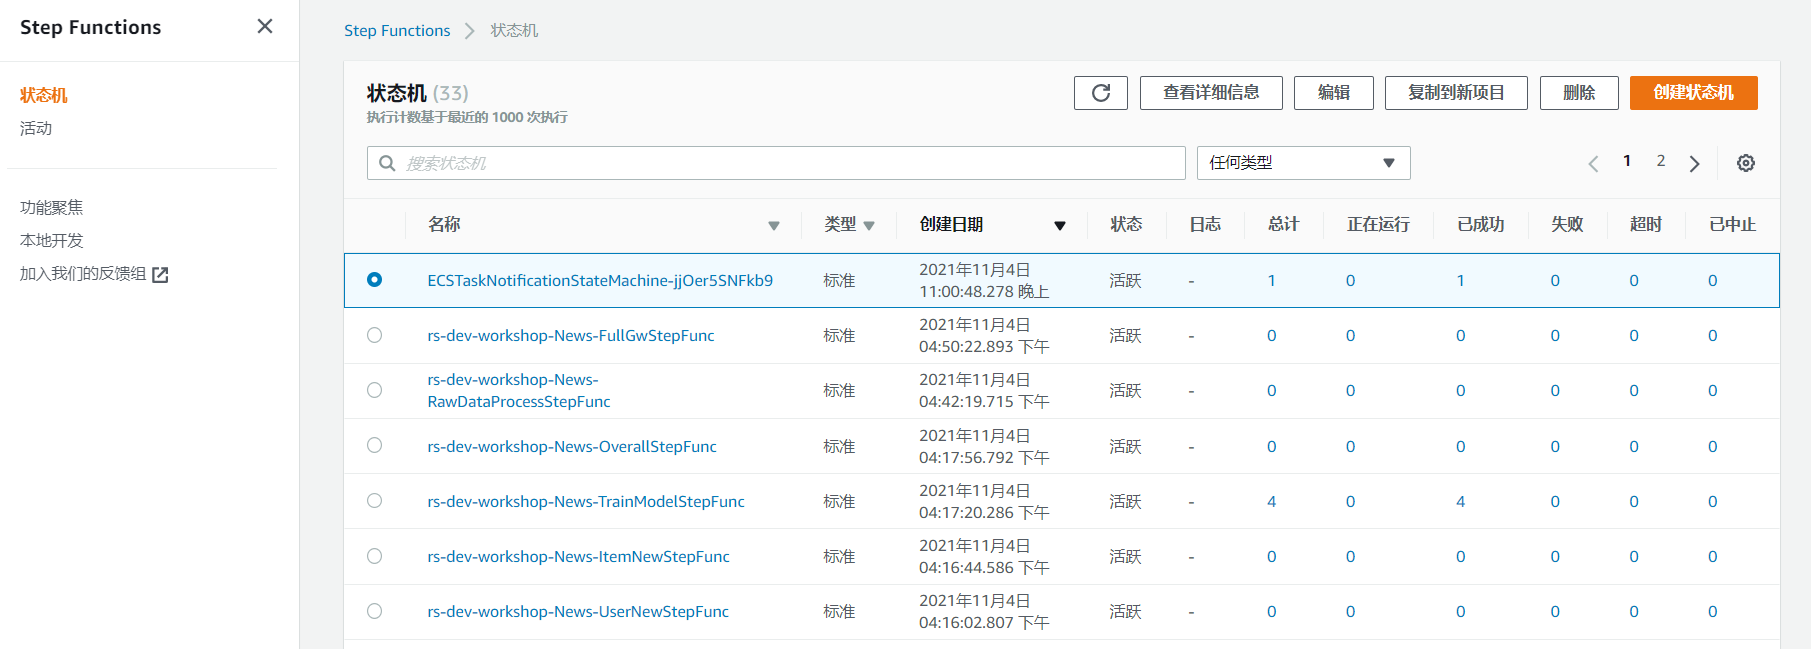 Step Functions
状态机
活动
功能聚焦
本地开发
加入我们的反馈组
Step Functions 状态机
状态机 (33)
执行计数基于最近的 1000 次执行
查看详细信息 编辑 复制到新项目 删除 创建状态机
搜索状态机 任何类型 1 2
名称 类型 创建日期 状态 日志 总计 正在运行 已成功 失败 超时 已中止
ECSTaskNotificationStateMachine-jjOer5SNFkb9 标准 2021年11月4日 活跃 - 1 0 1 0 0 0
11:00:48.278 晚上
rs-dev-workshop-News-FullGwStepFunc 标准 2021年11月4日 活跃 - 0 0 0 0 0 0
04:50:22.893 下午
rs-dev-workshop-News- 标准 2021年11月4日 活跃 - 0 0 0 0 0 0
RawDataProcessStepFunc 04:42:19.715 下午
rs-dev-workshop-News-OverallStepFunc 标准 2021年11月4日 活跃 - 0 0 0 0 0 0
04:17:56.792 下午
rs-dev-workshop-News-TrainModelStepFunc 标准 2021年11月4日 活跃 - 4 0 4 0 0 0
04:17:20.286 下午
rs-dev-workshop-News-ItemNewStepFunc 标准 2021年11月4日 活跃 - 0 0 0 0 0 0
04:16:44.586 下午
rs-dev-workshop-News-UserNewStepFunc 标准 2021年11月4日 活跃 - 0 0 0 0 0 0
04:16:02.807 下午